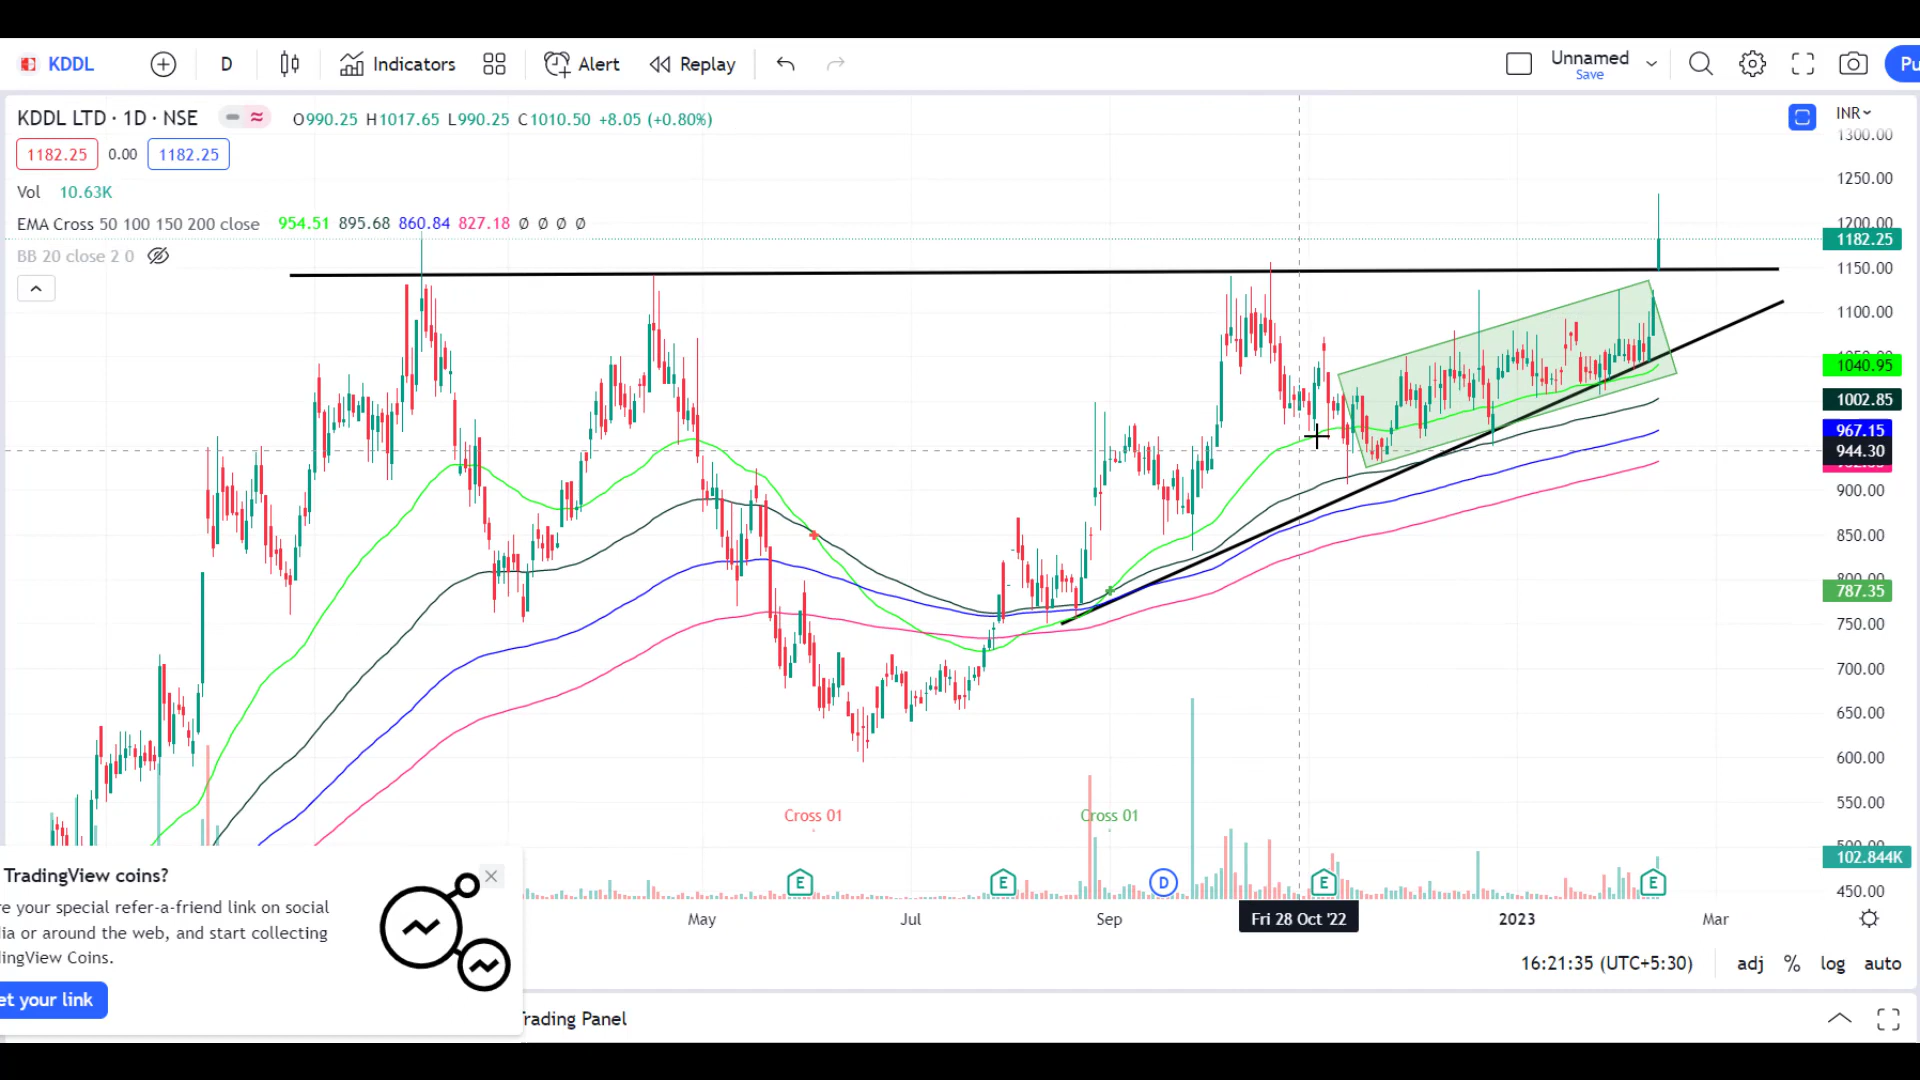 KDDL D Indicators Alert Replay Unnamed
Save
KDDL LTD · 1D · NSE O990.25 H1017.65 L990.25 C1010.50 +8.05 (+0.80%) INR
1182.25 0.00 1182.25
Vol 10.63K
EMA Cross 50 100 150 200 close 954.51 895.68 860.84 827.18 Ø Ø Ø Ø
BB 20 close 2 0
1300.00
1250.00
1200.00
1182.25
1150.00
1100.00
1040.95
1002.85
967.15
944.30
900.00
850.00
787.35
750.00
700.00
650.00
600.00
550.00
102.844K
450.00
Cross 01 Cross 01
E E D E E
May Jul Sep Fri 28 Oct '22 2023 Mar
16:21:35 (UTC+5:30) adj % log auto
TradingView coins?
re your special refer-a-friend link on social
ia or around the web, and start collecting
ingView Coins.
et your link
rading Panel